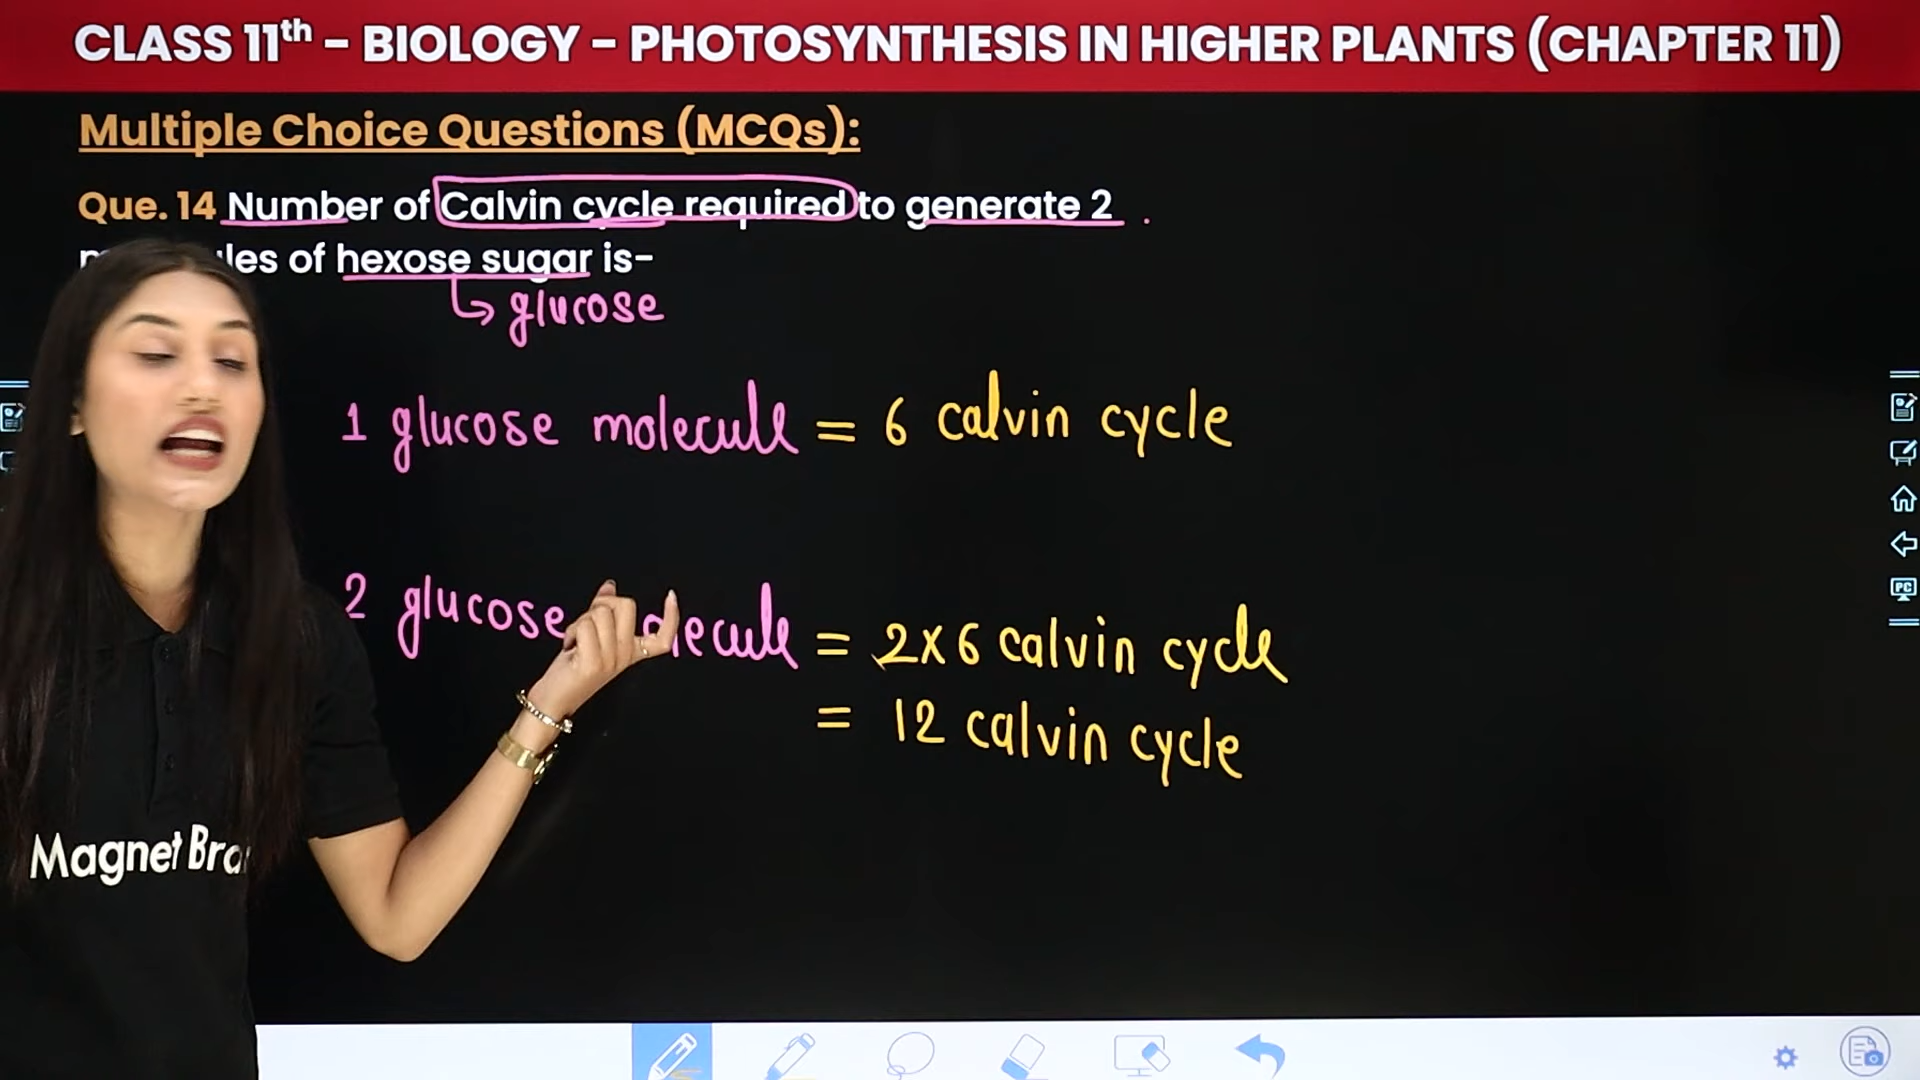 CLASS 11th - BIOLOGY - PHOTOSYNTHESIS IN HIGHER PLANTS (CHAPTER 11)
Multiple Choice Questions (MCQs):
Que. 14 Number of Calvin cycle required to generate 2
of hexose sugar is-
glucose
1 glucose molecule = 6 calvin cycle
2 glucose = 2x6 calvin cycle
= 12 calvin cycle
Magnet
PC